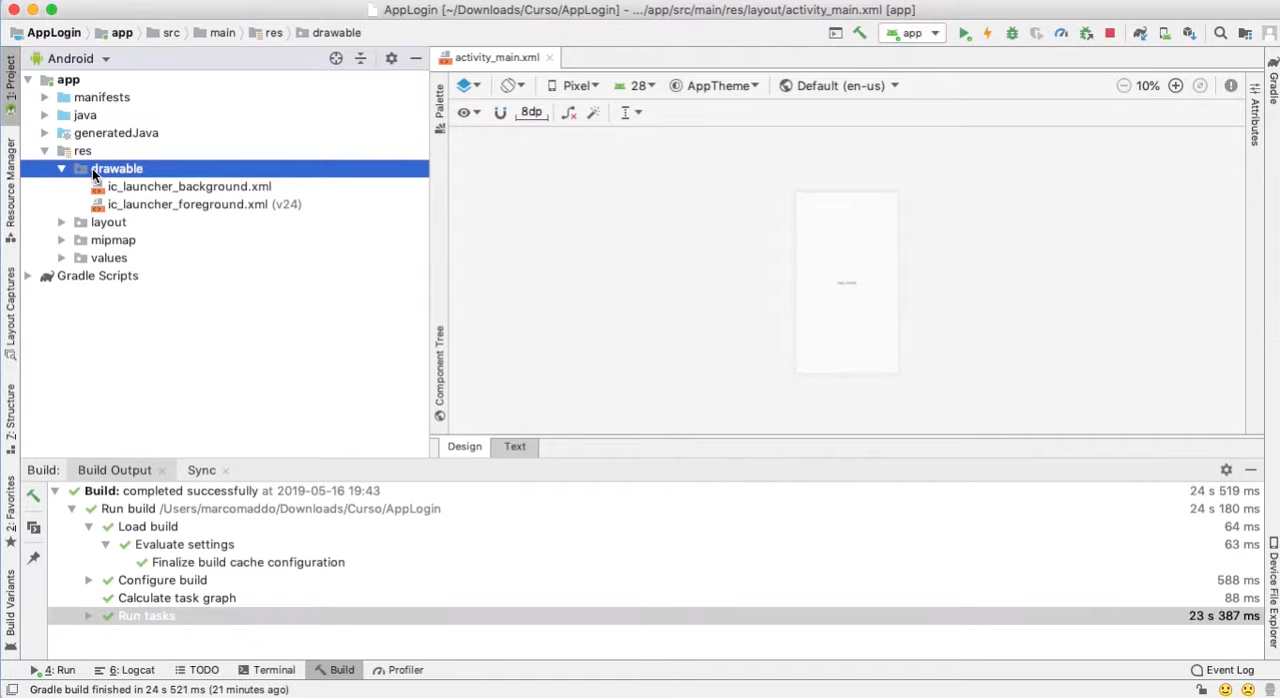 AppLogin [~/Downloads/Curso/AppLogin] - .../app/src/main/res/layout/activity_main.xml [app]
AppLogin app src main res drawable
app
Android
activity_main.xml
1: Project
Resource Manager
Layout Captures
Z: Structure
2: Favorites
Build Variants
app
manifests
java
generatedJava
res
drawable
ic_launcher_background.xml
ic_launcher_foreground.xml (v24)
layout
mipmap
values
Gradle Scripts
Palette
Component Tree
Pixel 28 AppTheme Default (en-us) 10%
8dp
Design Text
Attributes
Gradle
Device File Explorer
Build: Build Output Sync
Build: completed successfully at 2019-05-16 19:43 24 s 519 ms
Run build /Users/marcomaddo/Downloads/Curso/AppLogin 24 s 180 ms
Load build 64 ms
Evaluate settings 63 ms
Finalize build cache configuration
Configure build 588 ms
Calculate task graph 88 ms
Run tasks 23 s 387 ms
4: Run 6: Logcat TODO Terminal Build Profiler Event Log
Gradle build finished in 24 s 521 ms (21 minutes ago)